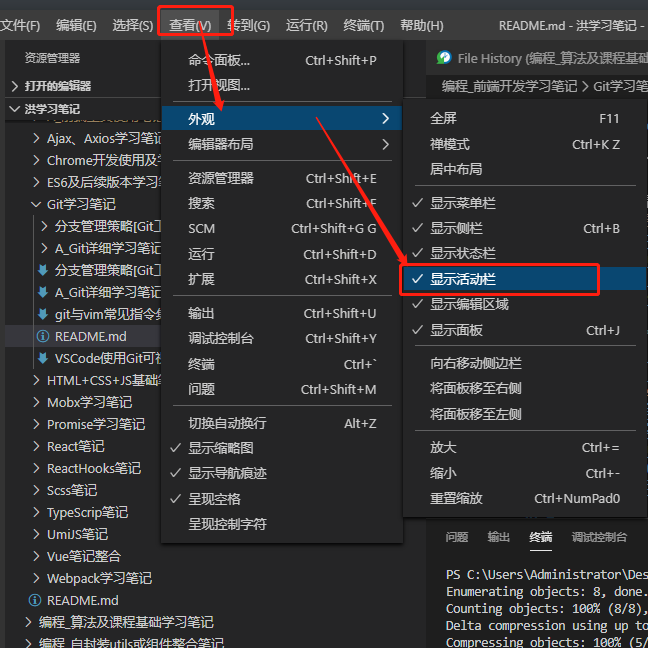 文件(F) 编辑(E) 选择(S) 查看(V) 转到(G) 运行(R) 终端(T) 帮助(H) README.md - 洪学习笔记 -
资源管理器
打开的编辑器
洪学习笔记
Ajax、Axios学习笔记
Chrome开发使用及学
ES6及后续版本学习笔
Git学习笔记
分支管理策略[Git工
A_Git详细学习笔记
分支管理策略[Git工
A_Git详细学习笔记
git与vim常见指令集
README.md
VSCode使用Git可视
HTML+CSS+JS基础笔
Mobx学习笔记
Promise学习笔记
React笔记
ReactHooks笔记
Scss笔记
TypeScrip笔记
UmiJS笔记
Vue笔记整合
Webpack学习笔记
README.md
编程_算法及课程基础学习笔记
编程_自封装utils或组件整合笔记
命令面板... Ctrl+Shift+P
打开视图...
外观
编辑器布局
资源管理器 Ctrl+Shift+E
搜索 Ctrl+Shift+F
SCM Ctrl+Shift+G G
运行 Ctrl+Shift+D
扩展 Ctrl+Shift+X
输出 Ctrl+Shift+U
调试控制台 Ctrl+Shift+Y
终端 Ctrl+`
问题 Ctrl+Shift+M
切换自动换行 Alt+Z
显示缩略图
显示导航痕迹
呈现空格
呈现控制字符
File History (编程_算法及课程基础
编程_前端开发学习笔记 > Git学习笔
全屏 F11
禅模式 Ctrl+K Z
居中布局
显示菜单栏
显示侧栏 Ctrl+B
显示状态栏
显示活动栏
显示编辑区域
显示面板 Ctrl+J
向右移动侧边栏
将面板移至右侧
将面板移至左侧
放大 Ctrl+=
缩小 Ctrl+-
重置缩放 Ctrl+NumPad0
问题 输出 终端 调试控制台
PS C:\Users\Administrator\Des
Enumerating objects: 8, done.
Counting objects: 100% (8/8),
Delta compression using up to
Compressing objects: 100% (5/